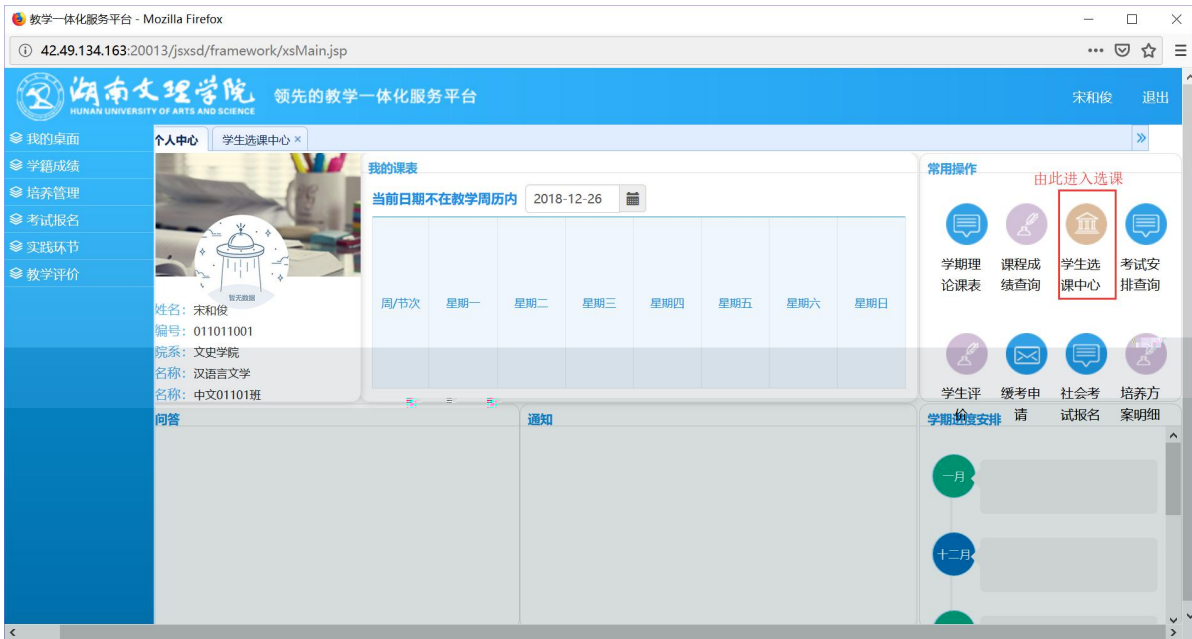 教学一体化服务平台 - Mozilla Firefox
42.49.134.163:20013/jsxsd/framework/xsMain.jsp
湖南文理学院
HUNAN UNIVERSITY OF ARTS AND SCIENCE
领先的教学一体化服务平台
宋和俊 退出
我的桌面
学籍成绩
培养管理
考试报名
实践环节
教学评价
个人中心 学生选课中心 ×
暂无数据
姓名：宋和俊
编号：011011001
院系：文史学院
名称：汉语言文学
名称：中文01101班
我的课表
当前日期不在教学周历内 2018-12-26
周/节次 星期一 星期二 星期三 星期四 星期五 星期六 星期日
常用操作
由此进入选课
学期理论课表
课程成绩查询
学生选课中心
考试安排查询
学生评价
缓考申请
社会考试报名
培养方案明细
问答
通知
学期进度安排
一月
十二月